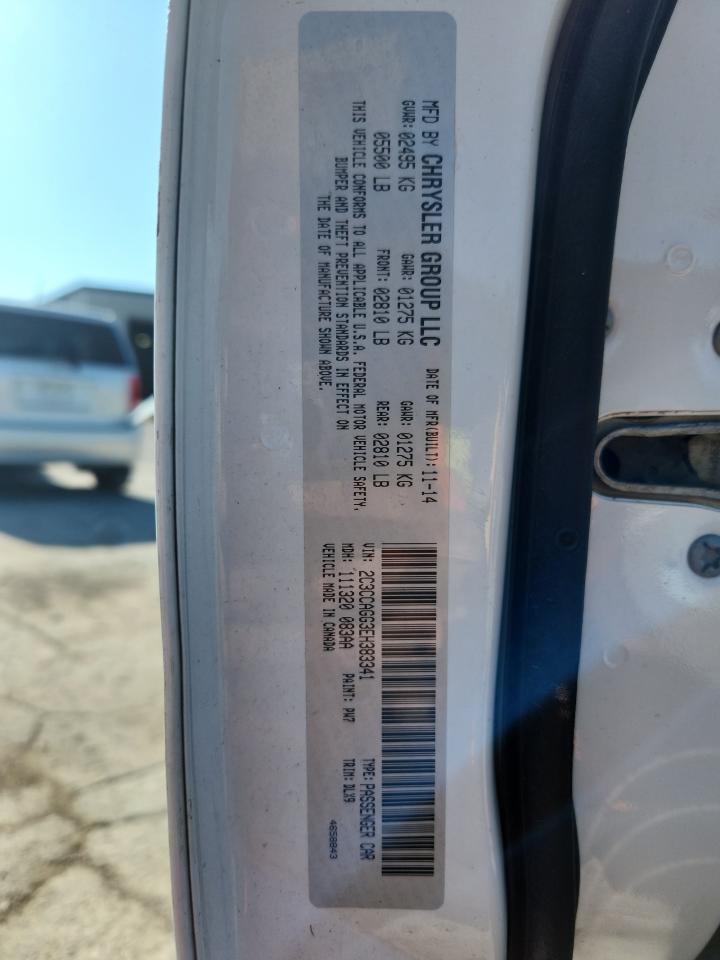 MFD BY CHRYSLER GROUP LLC DATE OF MFR(BUILT): 11-14
GVWR: 02495 KG GAWR: 01275 KG GAWR: 01275 KG
05500 LB FRONT: 02810 LB REAR: 02810 LB
THIS VEHICLE CONFORMS TO ALL APPLICABLE U.S.A. FEDERAL MOTOR VEHICLE SAFETY,
BUMPER AND THEFT PREVENTION STANDARDS IN EFFECT ON
THE DATE OF MANUFACTURE SHOWN ABOVE.
VIN: 2C3CCAGG3EH383341 TYPE: PASSENGER CAR
MDH: 111320 083AA PAINT: PW7 TRIM: DLX9
VEHICLE MADE IN CANADA 4658843